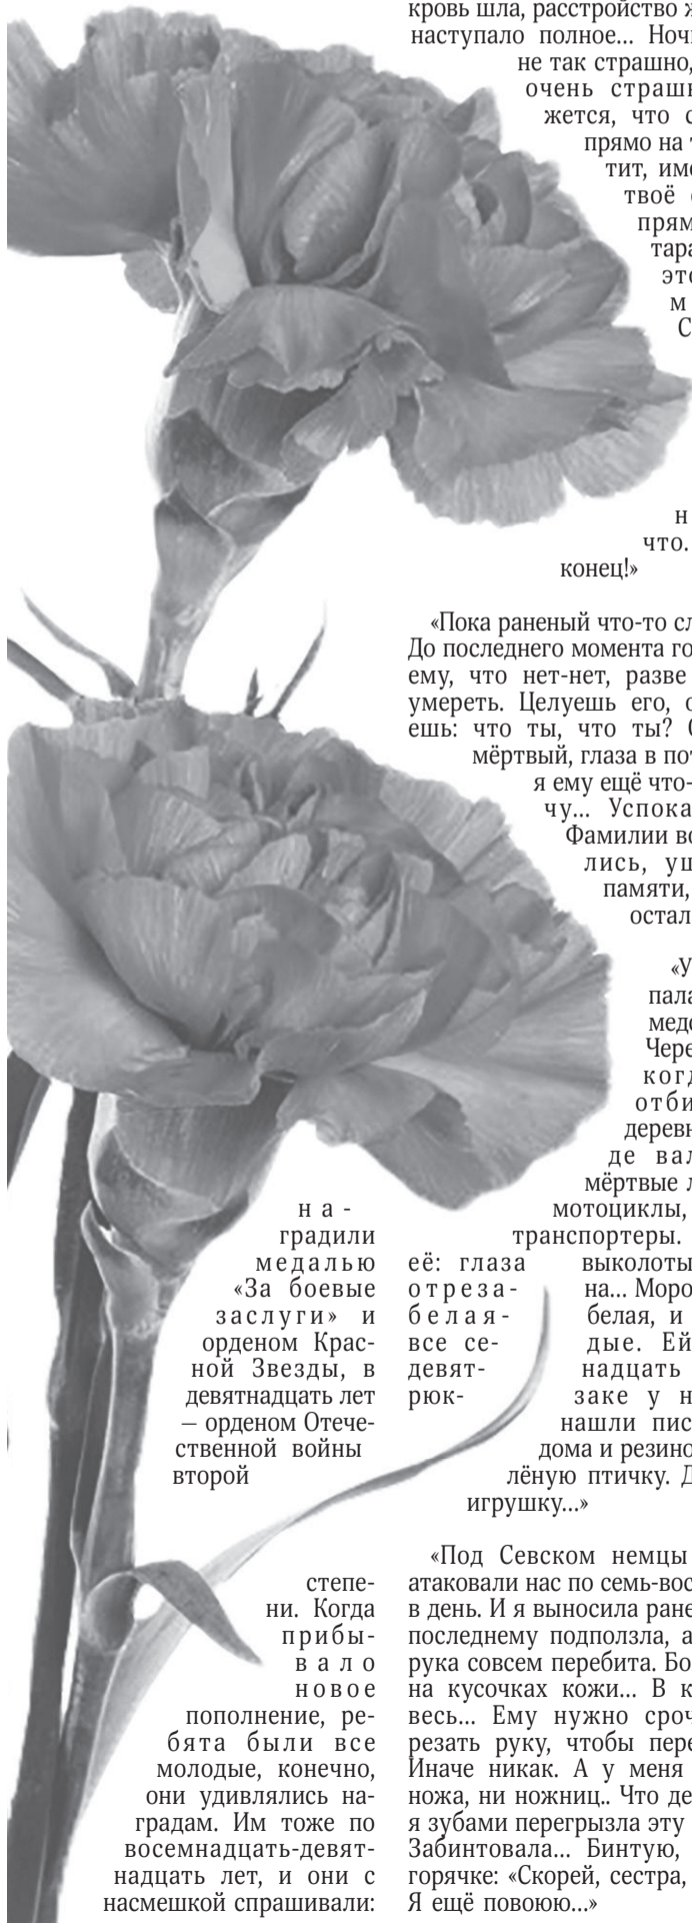 на-
градили
медалью
«За боевые
заслуги» и
орденом Крас-
ной Звезды, в
девятнадцать лет
– орденом Отече-
ственной войны
второй
степе-
ни. Когда
прибы-
вало
новое
пополнение, ре-
бята были все
молодые, конечно,
они удивлялись на-
градам. Им тоже по
восемнадцать-девят-
надцать лет, и они с
насмешкой спрашивали:
кровь шла, расстройство ж
наступало полное... Ночь
не так страшно,
очень страшн
жется, что с
прямо на т
тит, име
твоё
прям
тара
это
м
С
н
что.
конец!»
«Пока раненый что-то сл
До последнего момента го
ему, что нет-нет, разве
умереть. Целуешь его, о
ешь: что ты, что ты?
мёртвый, глаза в пот
я ему ещё что-
чу... Успока
Фамилии во
лись, уш
памяти,
остал
«У
пала
медс
Чере
когд
отби
деревн
де вал
мёртвые л
мотоциклы,
транспортеры.
её: глаза выколоты
отреза- на... Моро
белая- белая, и
все се- дые. Ей
девят- надцать
рюк- заке у н
нашли пис
дома и резино
лёную птичку. Д
игрушку...»
«Под Севском немцы
атаковали нас по семь-вос
в день. И я выносила ране
последнему подползла, а
рука совсем перебита. Бо
на кусочках кожи... В к
весь... Ему нужно сроч
резать руку, чтобы пере
Иначе никак. А у меня
ножа, ни ножниц.. Что де
я зубами перегрызла эту
Забинтовала... Бинтую,
горячке: «Скорей, сестра,
Я ещё повоюю...»